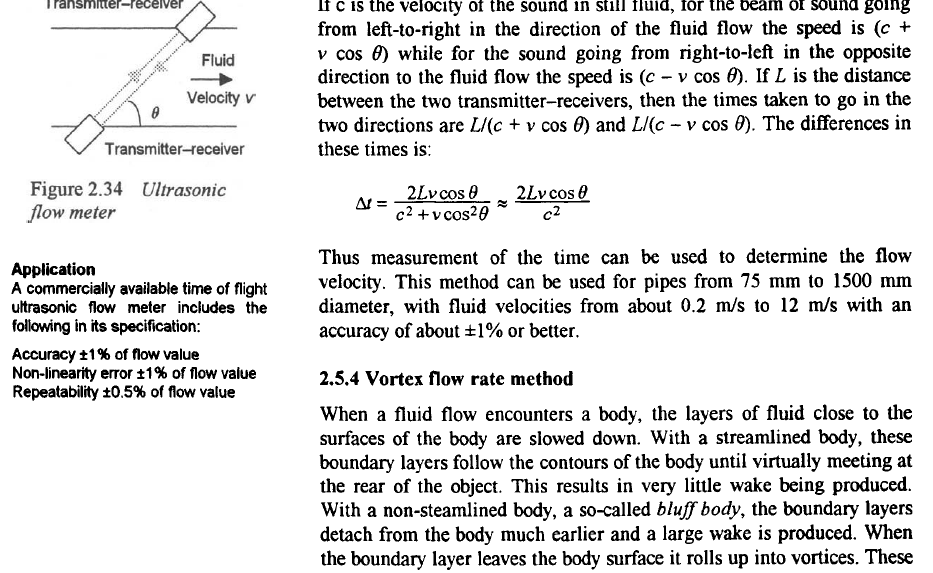 Transmitter–receiver
Fluid
Velocity v
θ
Transmitter–receiver
Figure 2.34 Ultrasonic
flow meter
Application
A commercially available time of flight
ultrasonic flow meter includes the
following in its specification:
Accuracy ±1% of flow value
Non-linearity error ±1% of flow value
Repeatability ±0.5% of flow value
If c is the velocity of the sound in still fluid, for the beam of sound going
from left-to-right in the direction of the fluid flow the speed is (c +
v cos θ) while for the sound going from right-to-left in the opposite
direction to the fluid flow the speed is (c − v cos θ). If L is the distance
between the two transmitter–receivers, then the times taken to go in the
two directions are L/(c + v cos θ) and L/(c − v cos θ). The differences in
these times is:
Δt = 2Lv cos θ / c² + v cos²θ ≈ 2Lv cos θ / c²
Thus measurement of the time can be used to determine the flow
velocity. This method can be used for pipes from 75 mm to 1500 mm
diameter, with fluid velocities from about 0.2 m/s to 12 m/s with an
accuracy of about ±1% or better.
2.5.4 Vortex flow rate method
When a fluid flow encounters a body, the layers of fluid close to the
surfaces of the body are slowed down. With a streamlined body, these
boundary layers follow the contours of the body until virtually meeting at
the rear of the object. This results in very little wake being produced.
With a non-steamlined body, a so-called bluff body, the boundary layers
detach from the body much earlier and a large wake is produced. When
the boundary layer leaves the body surface it rolls up into vortices. These